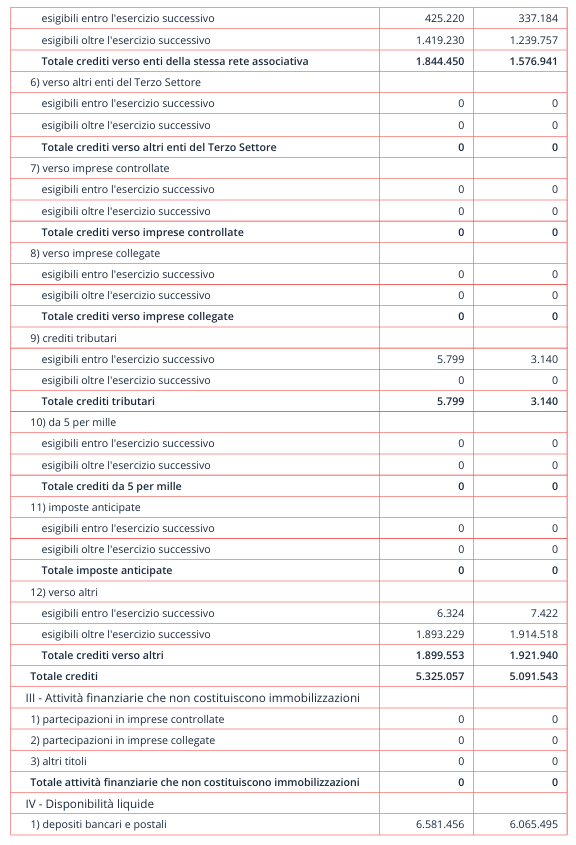 esigibili entro l'esercizio successivo 425.220 337.184
esigibili oltre l'esercizio successivo 1.419.230 1.239.757
Totale crediti verso enti della stessa rete associativa 1.844.450 1.576.941
6) verso altri enti del Terzo Settore
esigibili entro l'esercizio successivo 0 0
esigibili oltre l'esercizio successivo 0 0
Totale crediti verso altri enti del Terzo Settore 0 0
7) verso imprese controllate
esigibili entro l'esercizio successivo 0 0
esigibili oltre l'esercizio successivo 0 0
Totale crediti verso imprese controllate 0 0
8) verso imprese collegate
esigibili entro l'esercizio successivo 0 0
esigibili oltre l'esercizio successivo 0 0
Totale crediti verso imprese collegate 0 0
9) crediti tributari
esigibili entro l'esercizio successivo 5.799 3.140
esigibili oltre l'esercizio successivo 0 0
Totale crediti tributari 5.799 3.140
10) da 5 per mille
esigibili entro l'esercizio successivo 0 0
esigibili oltre l'esercizio successivo 0 0
Totale crediti da 5 per mille 0 0
11) imposte anticipate
esigibili entro l'esercizio successivo 0 0
esigibili oltre l'esercizio successivo 0 0
Totale imposte anticipate 0 0
12) verso altri
esigibili entro l'esercizio successivo 6.324 7.422
esigibili oltre l'esercizio successivo 1.893.229 1.914.518
Totale crediti verso altri 1.899.553 1.921.940
Totale crediti 5.325.057 5.091.543
III - Attività finanziarie che non costituiscono immobilizzazioni
1) partecipazioni in imprese controllate 0 0
2) partecipazioni in imprese collegate 0 0
3) altri titoli 0 0
Totale attività finanziarie che non costituiscono immobilizzazioni 0 0
IV - Disponibilità liquide
1) depositi bancari e postali 6.581.456 6.065.495